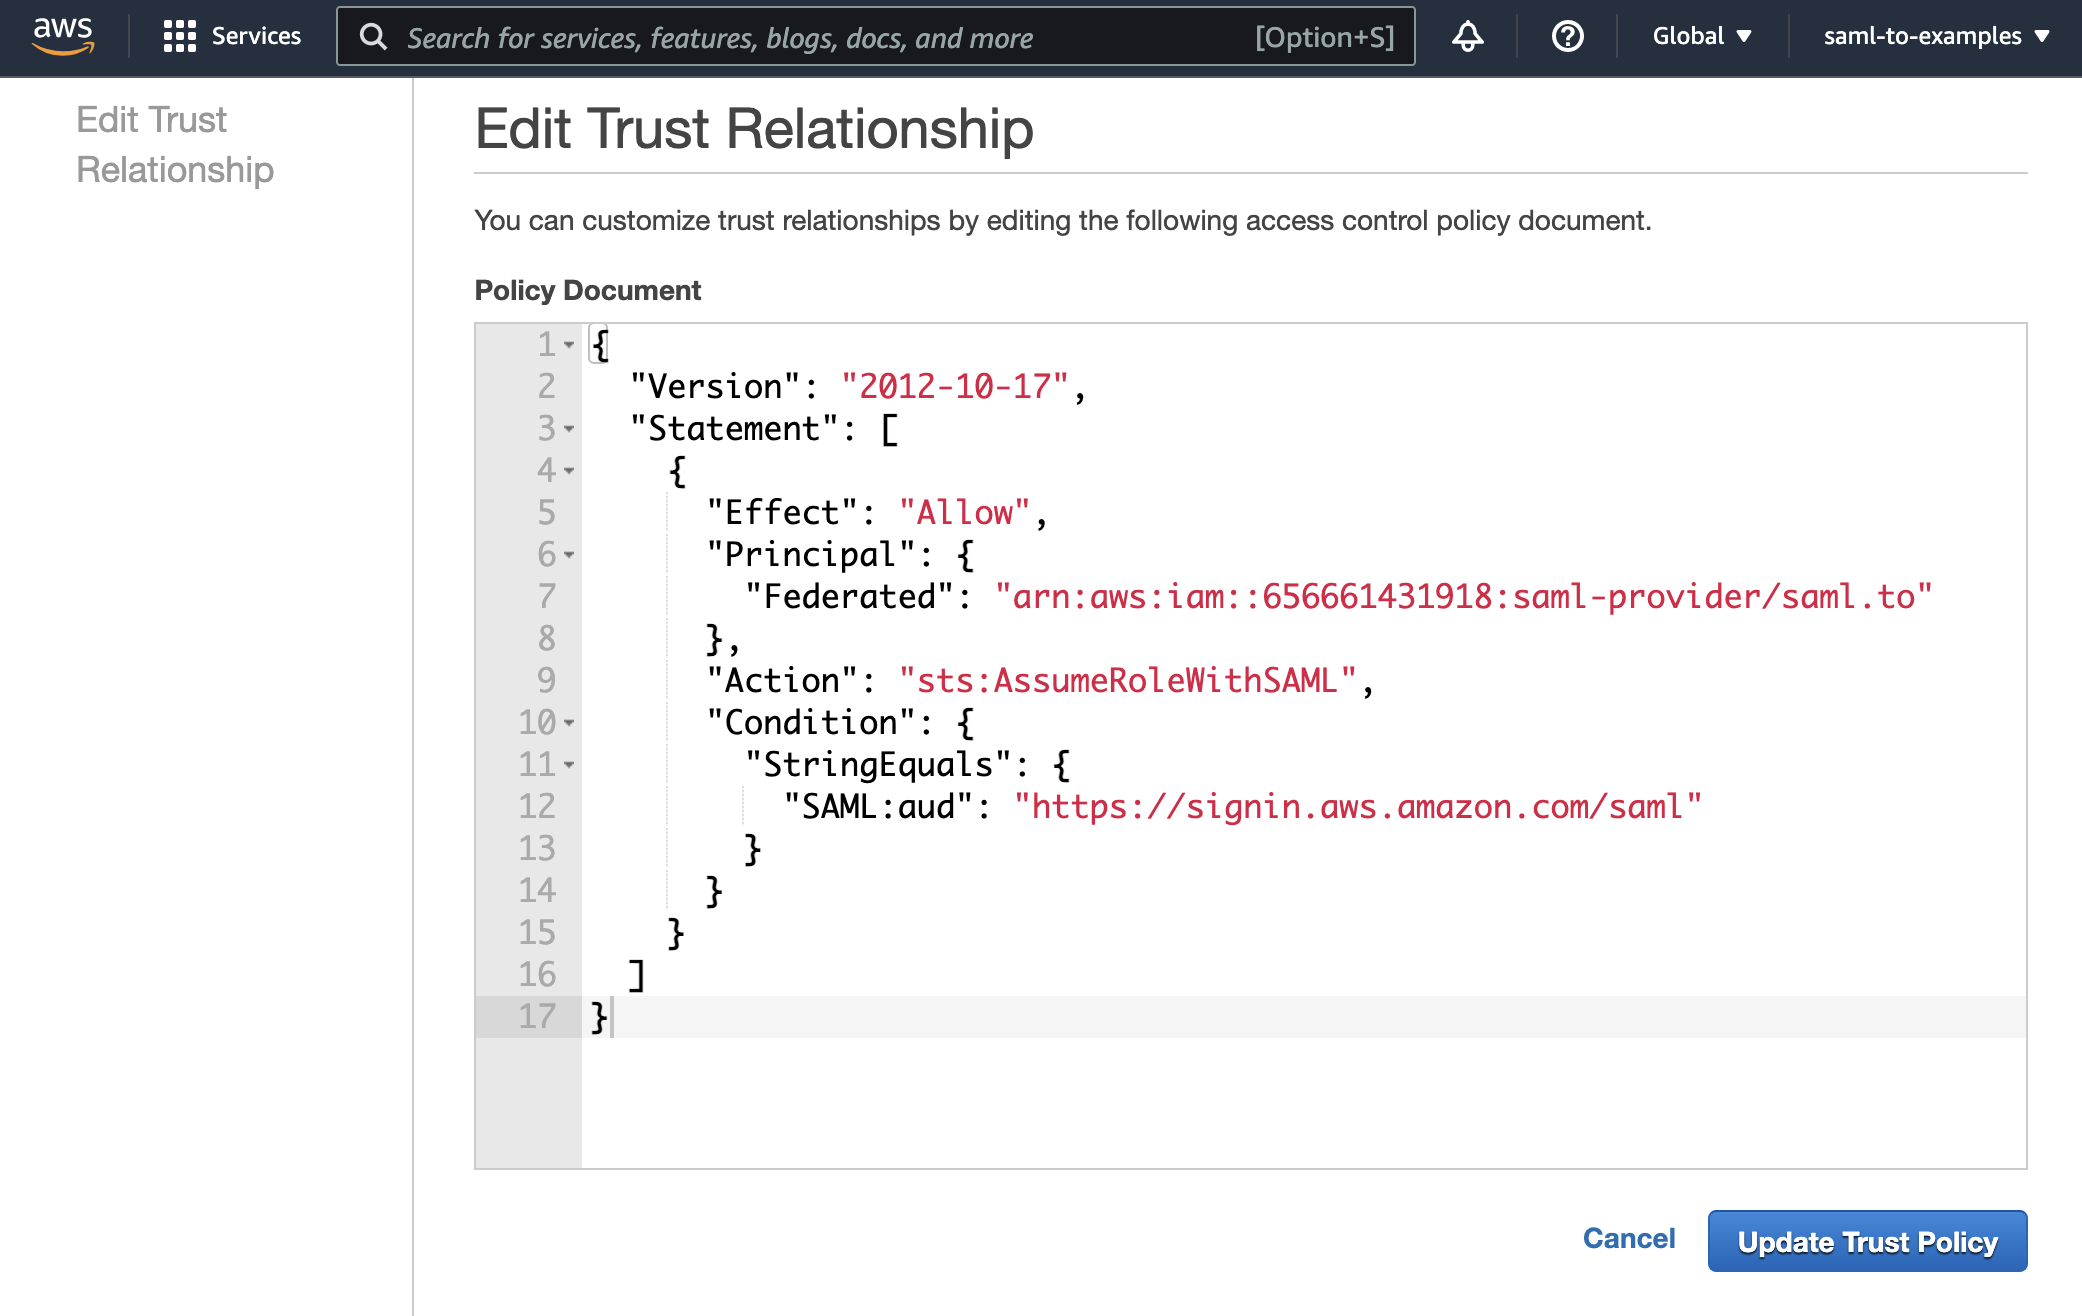 aws
Services
Search for services, features, blogs, docs, and more
[Option+S]
Global
saml-to-examples
Edit Trust
Relationship
Edit Trust Relationship
You can customize trust relationships by editing the following access control policy document.
Policy Document
1 {
2   "Version": "2012-10-17",
3   "Statement": [
4     {
5       "Effect": "Allow",
6       "Principal": {
7         "Federated": "arn:aws:iam::656661431918:saml-provider/saml.to"
8       },
9       "Action": "sts:AssumeRoleWithSAML",
10       "Condition": {
11         "StringEquals": {
12           "SAML:aud": "https://signin.aws.amazon.com/saml"
13         }
14       }
15     }
16   ]
17 }
Cancel
Update Trust Policy